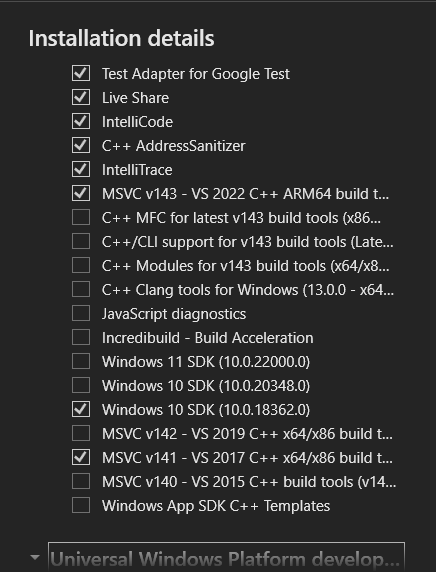 Installation details
Test Adapter for Google Test
Live Share
IntelliCode
C++ AddressSanitizer
IntelliTrace
MSVC v143 - VS 2022 C++ ARM64 build t...
C++ MFC for latest v143 build tools (x86...
C++/CLI support for v143 build tools (Late...
C++ Modules for v143 build tools (x64/x8...
C++ Clang tools for Windows (13.0.0 - x64...
JavaScript diagnostics
Incredibuild - Build Acceleration
Windows 11 SDK (10.0.22000.0)
Windows 10 SDK (10.0.20348.0)
Windows 10 SDK (10.0.18362.0)
MSVC v142 - VS 2019 C++ x64/x86 build t...
MSVC v141 - VS 2017 C++ x64/x86 build t...
MSVC v140 - VS 2015 C++ build tools (v14...
Windows App SDK C++ Templates
Universal Windows Platform develop...